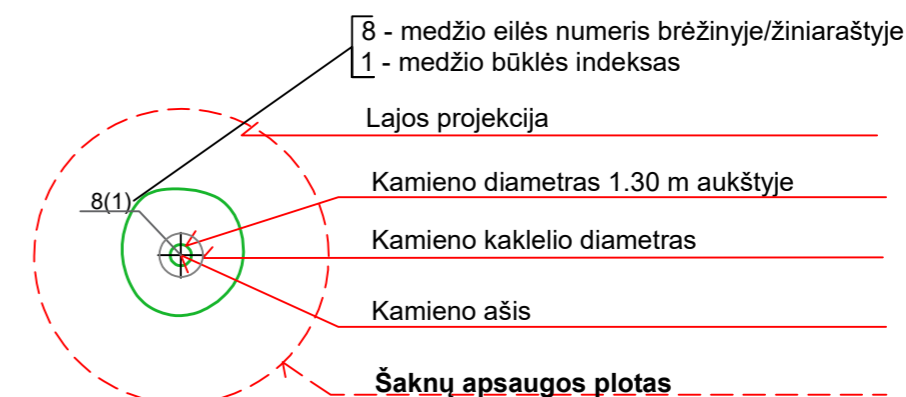 8 - medžio eilės numeris brėžinyje/žiniaraštyje
1 - medžio būklės indeksas
Lajos projekcija
Kamieno diametras 1.30 m aukštyje
8(1)
Kamieno kaklelio diametras
Kamieno ašis
Šaknų apsaugos plotas